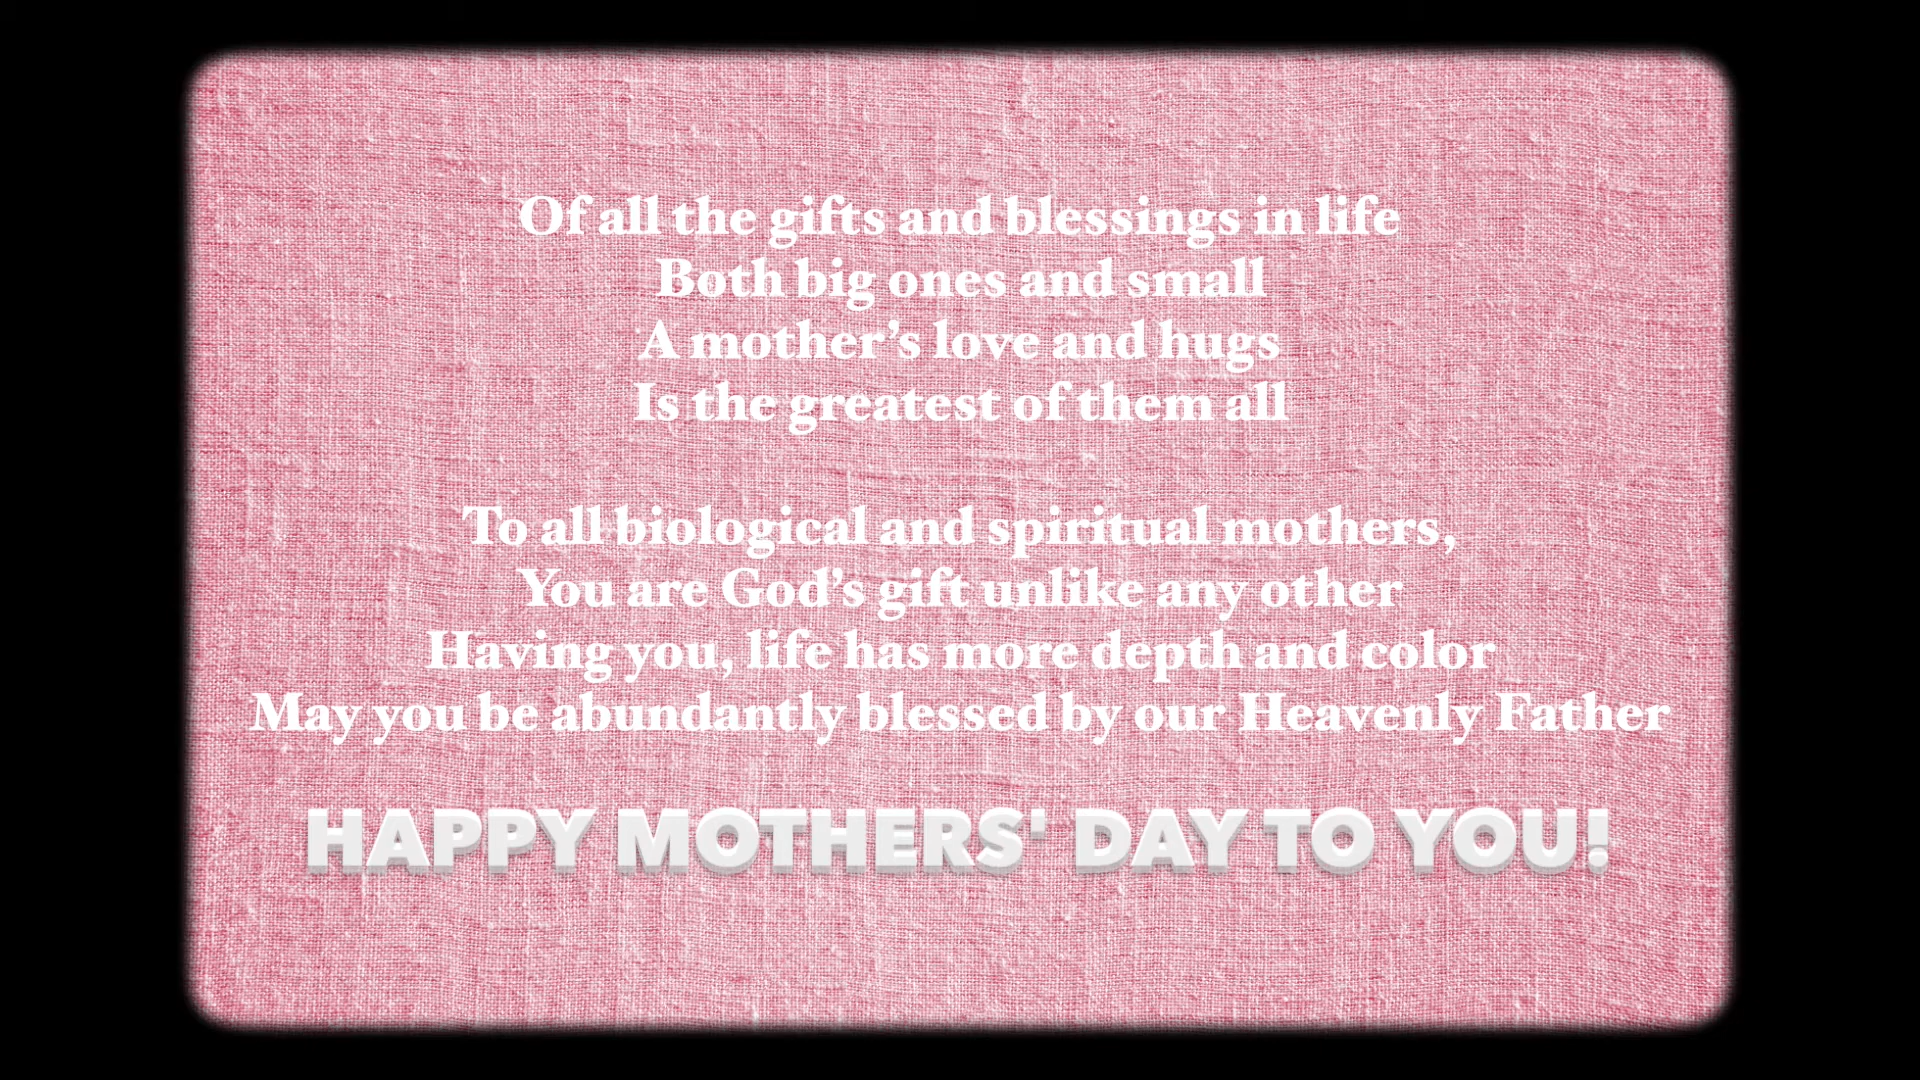 Of all the gifts and blessings in life
Both big ones and small
A mother’s love and hugs
Is the greatest of them all
To all biological and spiritual mothers,
You are God’s gift unlike any other
Having you, life has more depth and color
May you be abundantly blessed by our Heavenly Father
HAPPY MOTHERS' DAY TO YOU!